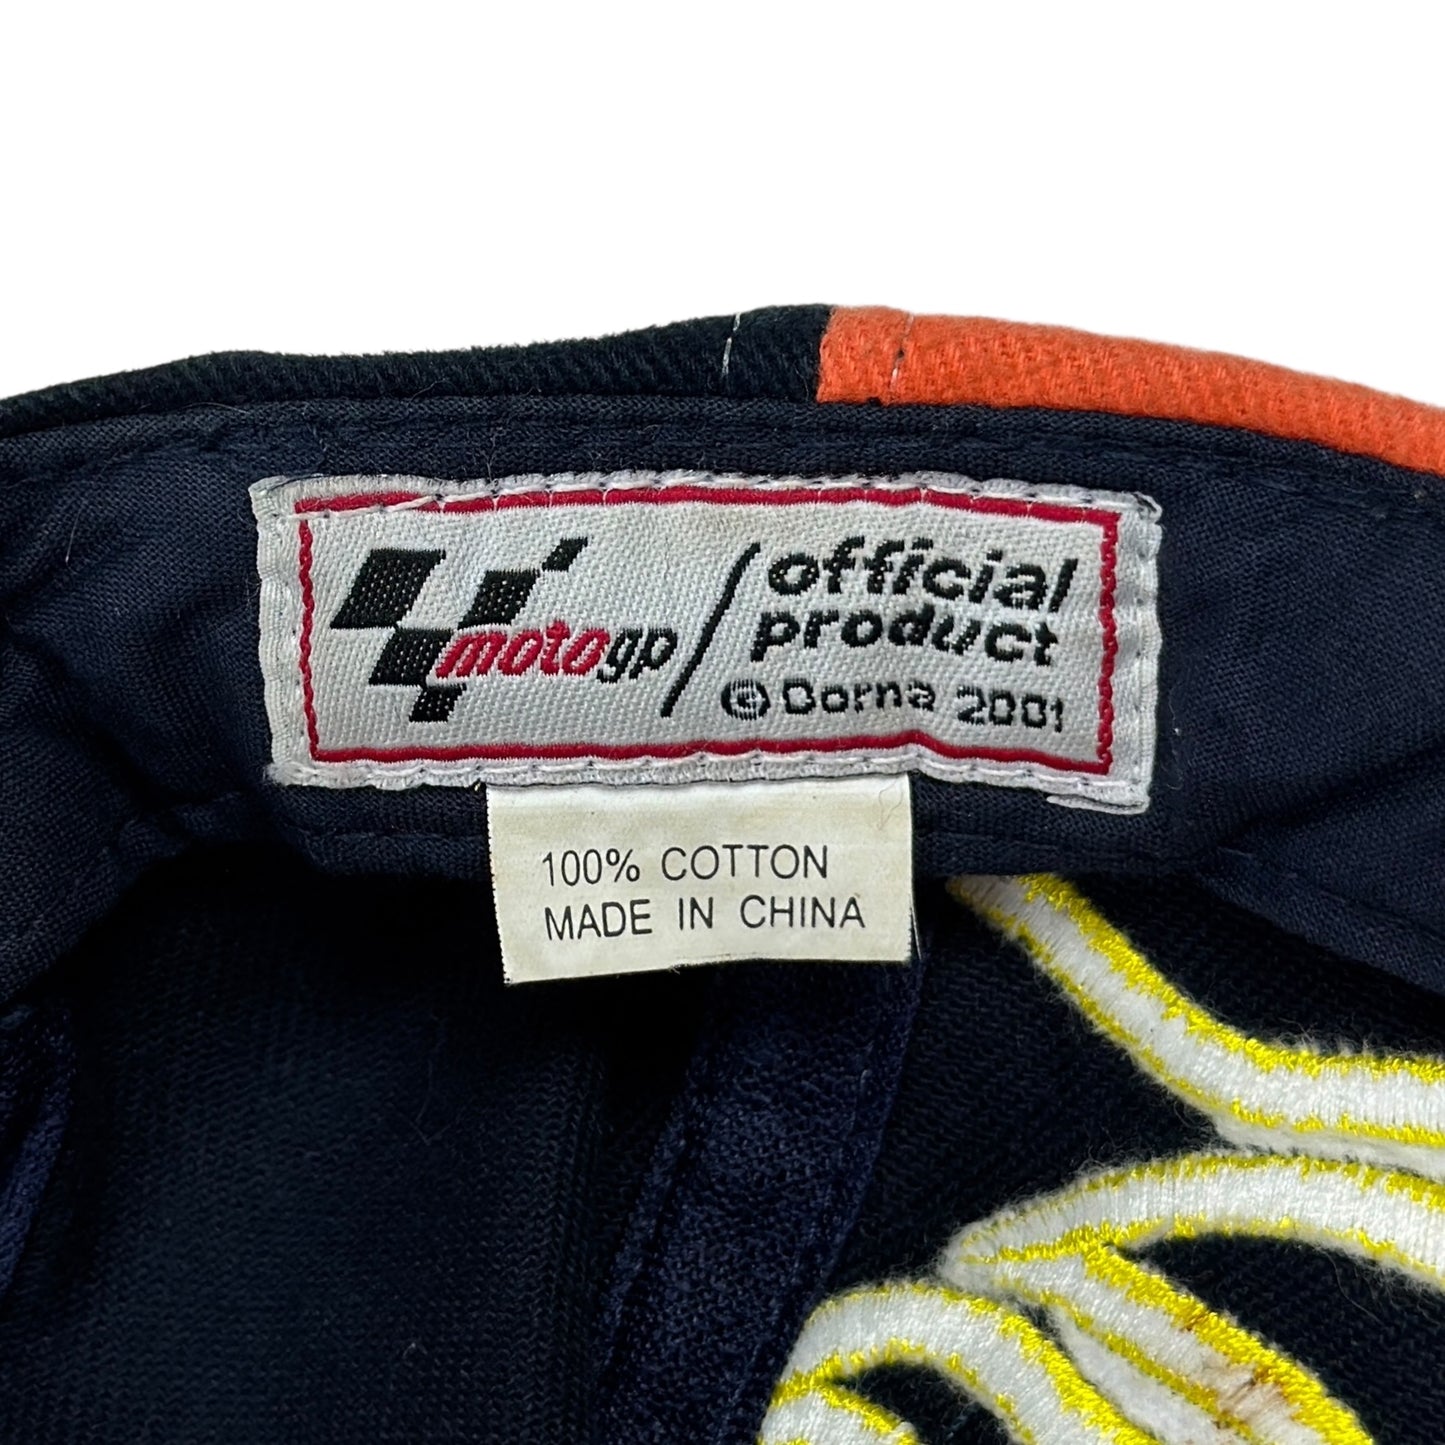 motogp
official
product
© Dorna 2001
100% COTTON
MADE IN CHINA